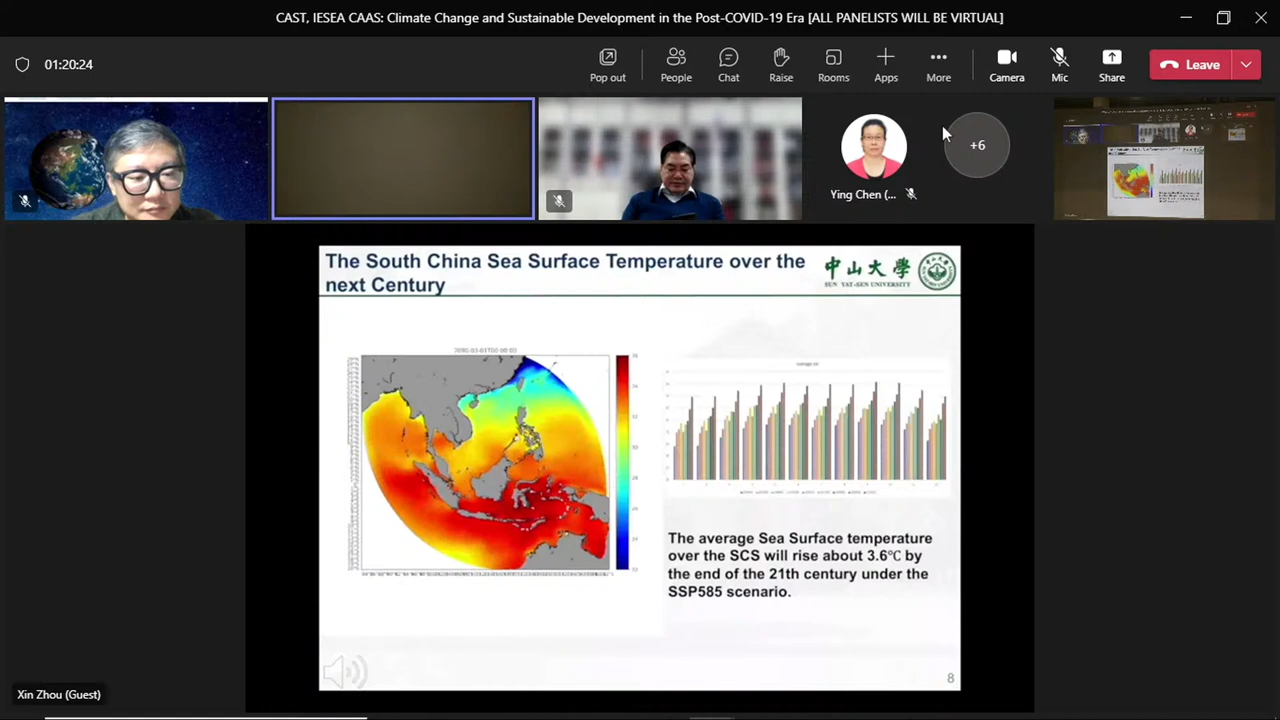 CAST, IESEA CAAS: Climate Change and Sustainable Development in the Post-COVID-19 Era [ALL PANELISTS WILL BE VIRTUAL]
01:20:24
Pop out
People
Chat
Raise
Rooms
Apps
More
Camera
Mic
Share
Leave
+6
Ying Chen (...
The South China Sea Surface Temperature over the
next Century
中山大學
SUN YAT-SEN UNIVERSITY
The average Sea Surface temperature
over the SCS will rise about 3.6℃ by
the end of the 21th century under the
SSP585 scenario.
8
Xin Zhou (Guest)